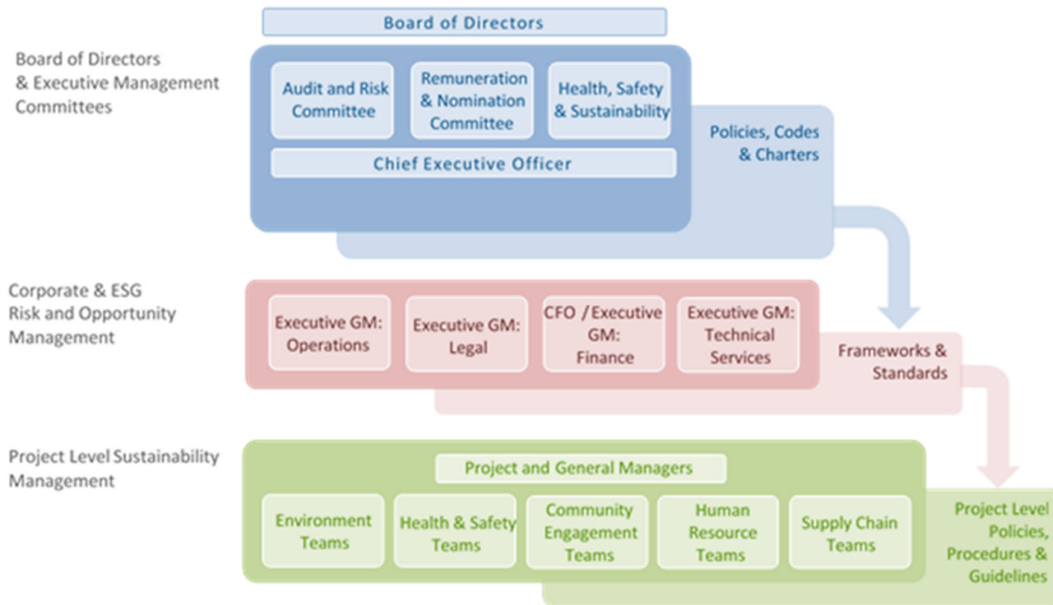 Board of Directors
Board of Directors
& Executive Management
Committees
Audit and Risk
Committee
Remuneration
& Nomination
Committee
Health, Safety
& Sustainability
Chief Executive Officer
Policies, Codes
& Charters
Corporate & ESG
Risk and Opportunity
Management
Executive GM:
Operations
Executive GM:
Legal
CFO / Executive
GM:
Finance
Executive GM:
Technical
Services
Frameworks &
Standards
Project Level Sustainability
Management
Project and General Managers
Environment
Teams
Health & Safety
Teams
Community
Engagement
Teams
Human
Resource
Teams
Supply Chain
Teams
Project Level
Policies,
Procedures &
Guidelines